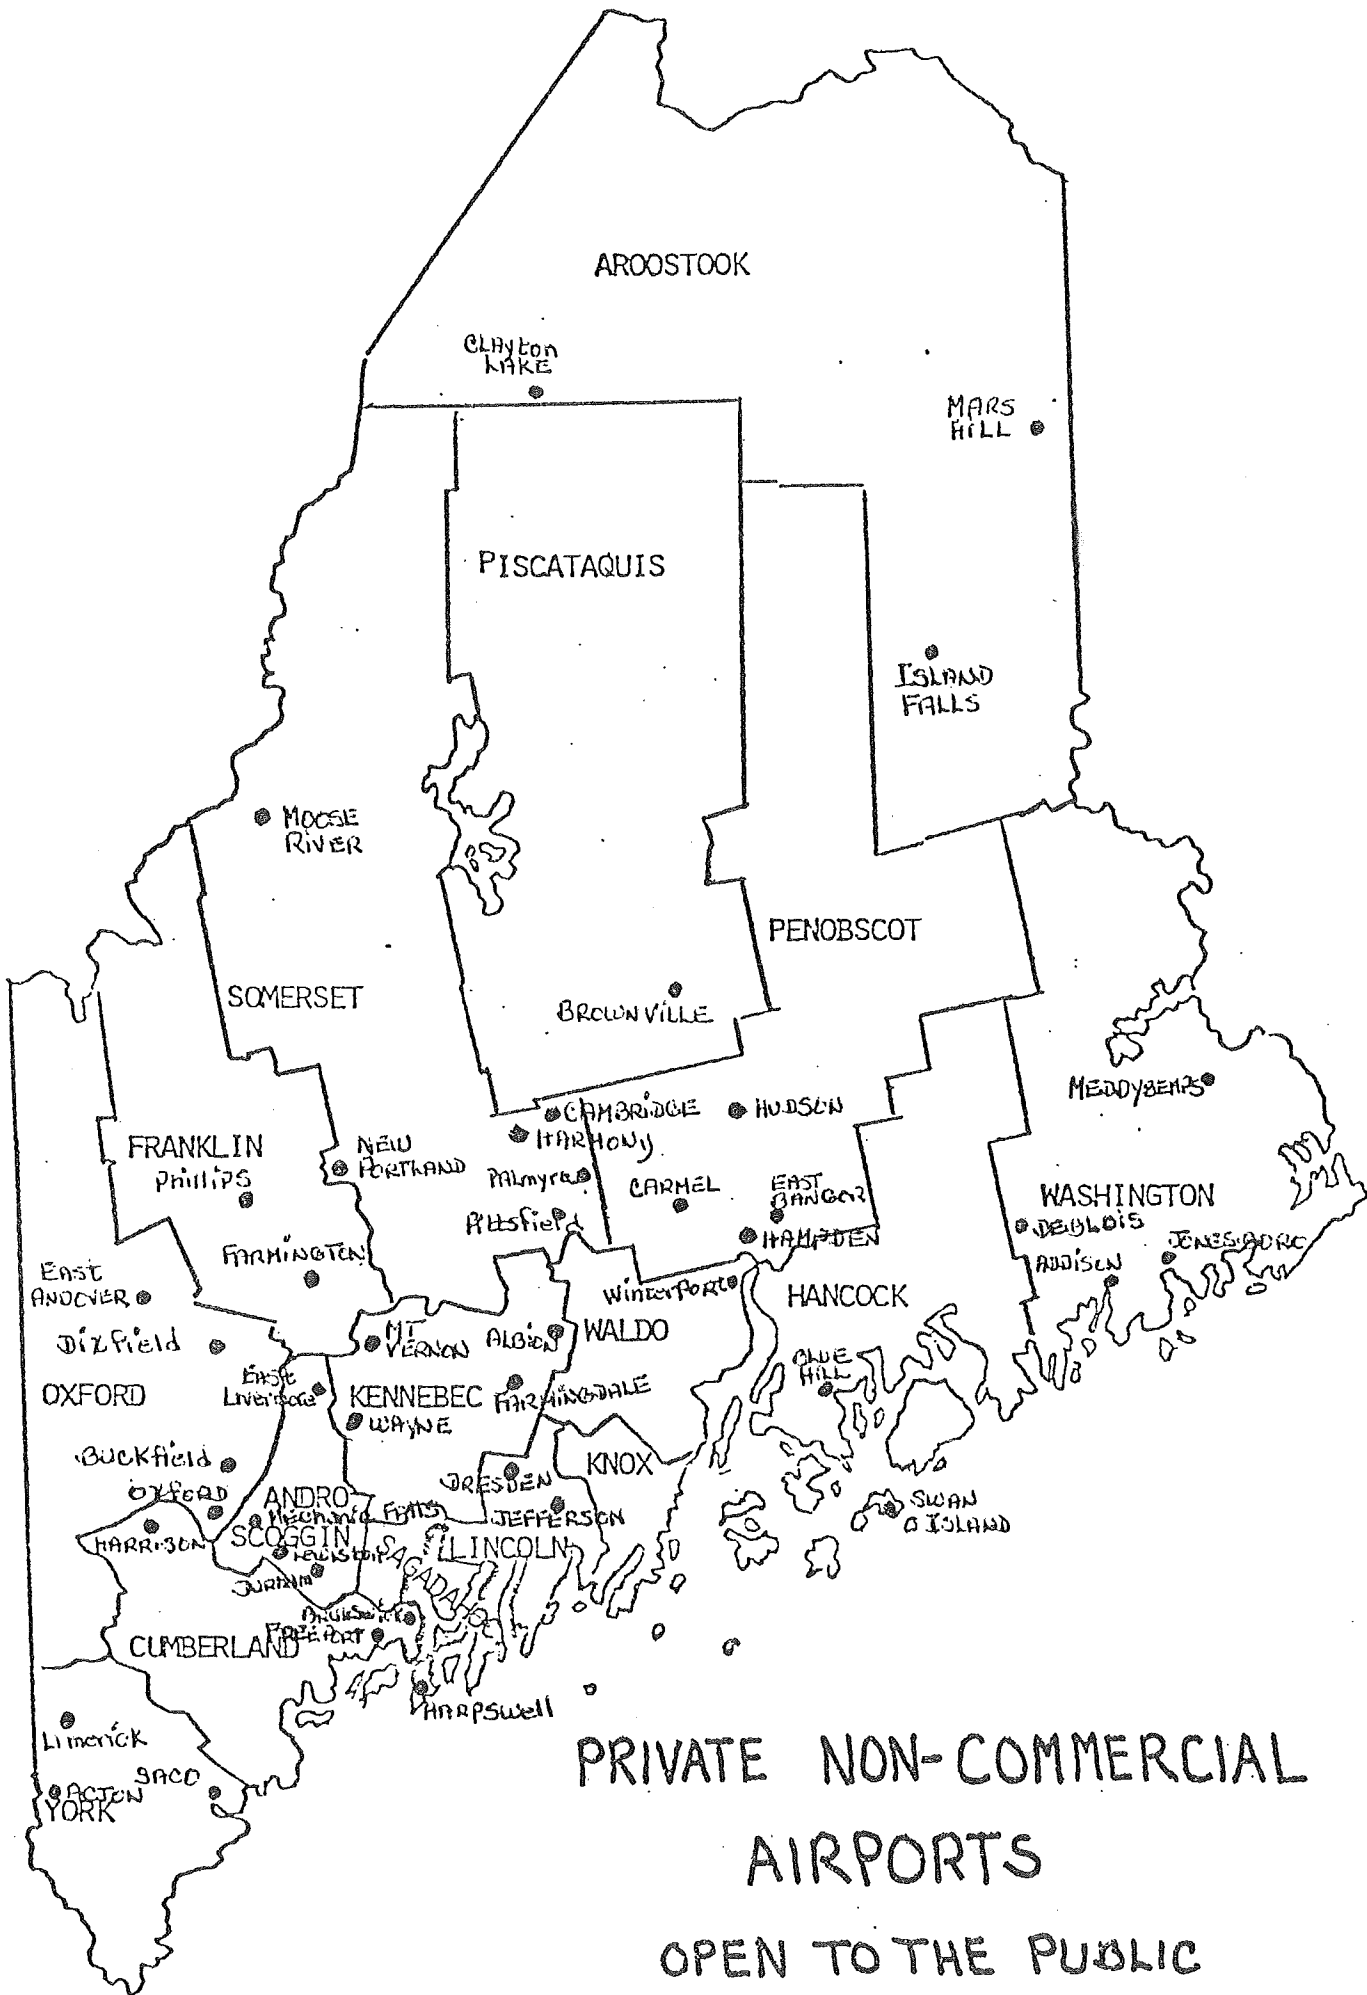 AROOSTOOK
CLAYton
LAKE
MARS
HILL
PISCATAQUIS
ISLAND
FALLS
MOOSE
RIVER
PENOBSCOT
SOMERSET
BROWNVILLE
MEDDYBEMPS
CAMBRIDGE
HUDSON
HARMONY
FRANKLIN
PHILLIPS
NEW
PORTLAND
PALMYRA
CARMEL
EAST
BANGOR
WASHINGTON
DEBLOIS
Pittsfield
HAMPDEN
JONESBORO
ADDISON
FARMINGTON
EAST
ANDOVER
WinterPort
HANCOCK
Dixfield
MT
VERNON
ALBION
WALDO
BLUE
HILL
OXFORD
EAST
Livermore
KENNEBEC
FARMINGDALE
WAYNE
BUCKfield
KNOX
DRESDEN
OXFORD
ANDRO-
MECHANIC FALLS
JEFFERSON
SWAN
ISLAND
HARRISON
SCOGGIN
LINCOLN
Lewiston
SAGADAHOC
DURHAM
BRUNSWICK
FREEPORT
CUMBERLAND
HARPSWELL
Limerick
SACO
ACTON
YORK
PRIVATE NON-COMMERCIAL
AIRPORTS
OPEN TO THE PUBLIC